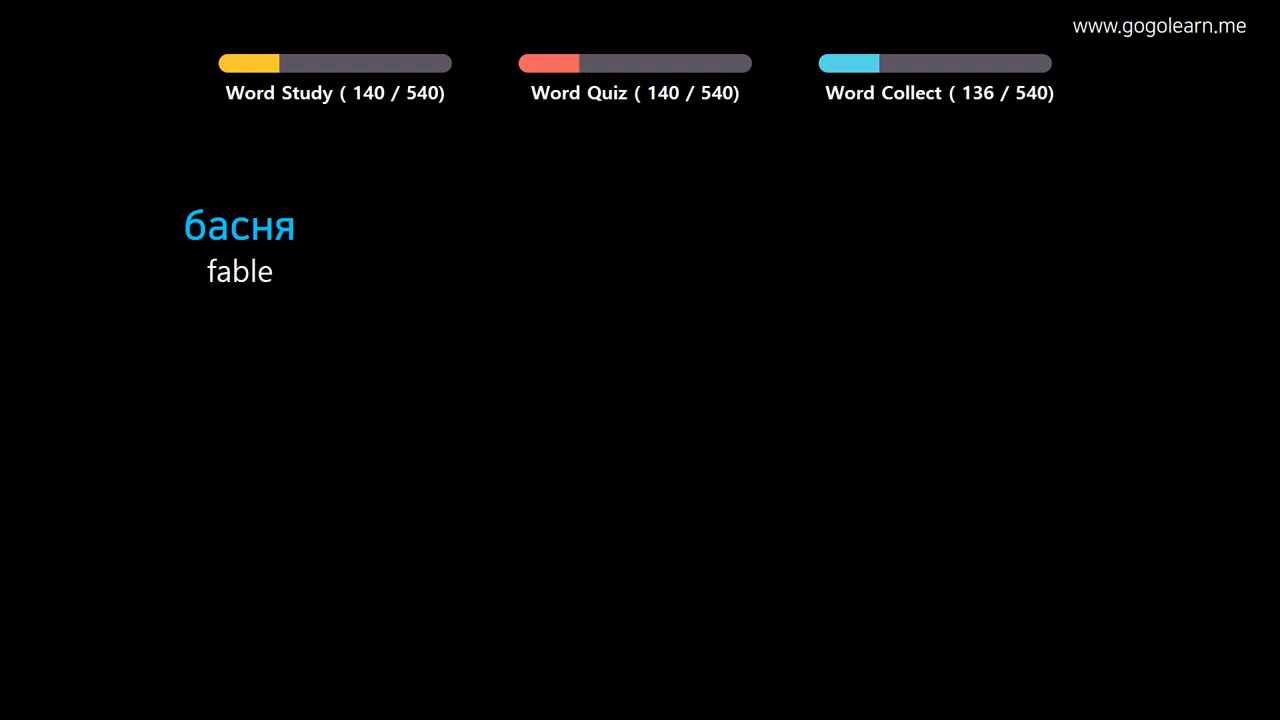 www.gogolearn.me
Word Study ( 140 / 540)
Word Quiz ( 140 / 540)
Word Collect ( 136 / 540)
басня
fable